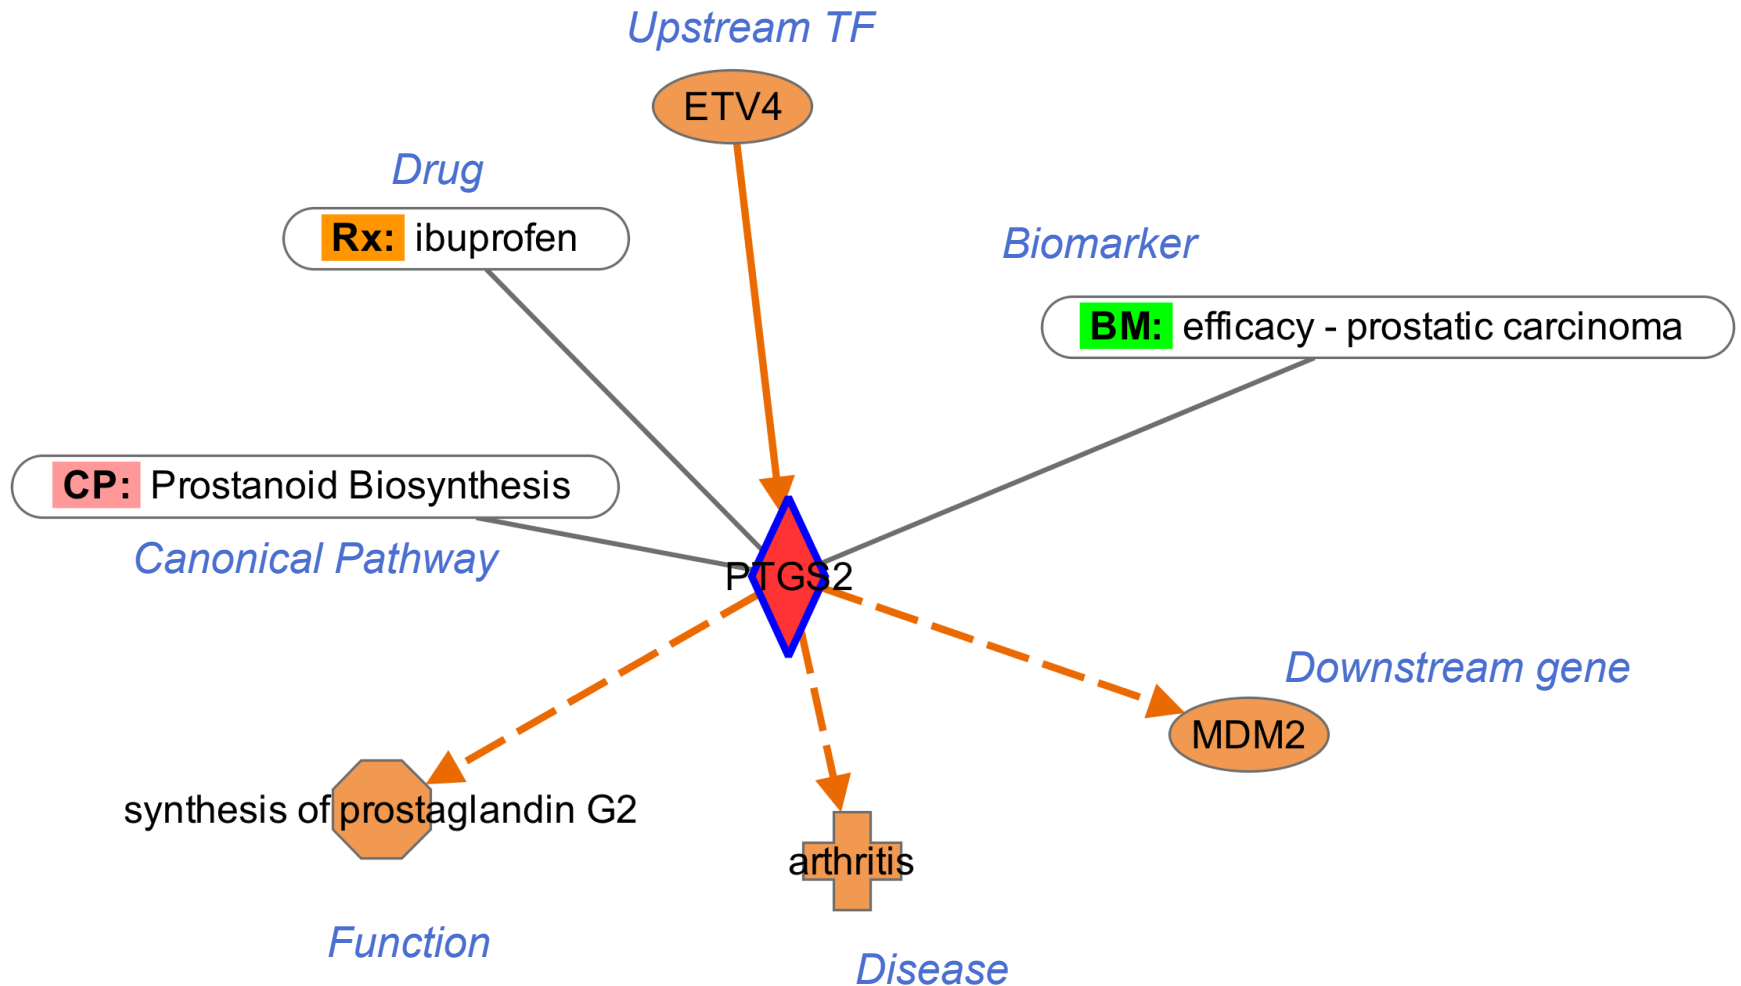 Upstream TF
ETV4
Drug
Rx: ibuprofen
Biomarker
BM: efficacy - prostatic carcinoma
CP: Prostanoid Biosynthesis
Canonical Pathway
PTGS2
Downstream gene
MDM2
synthesis of prostaglandin G2
arthritis
Function
Disease